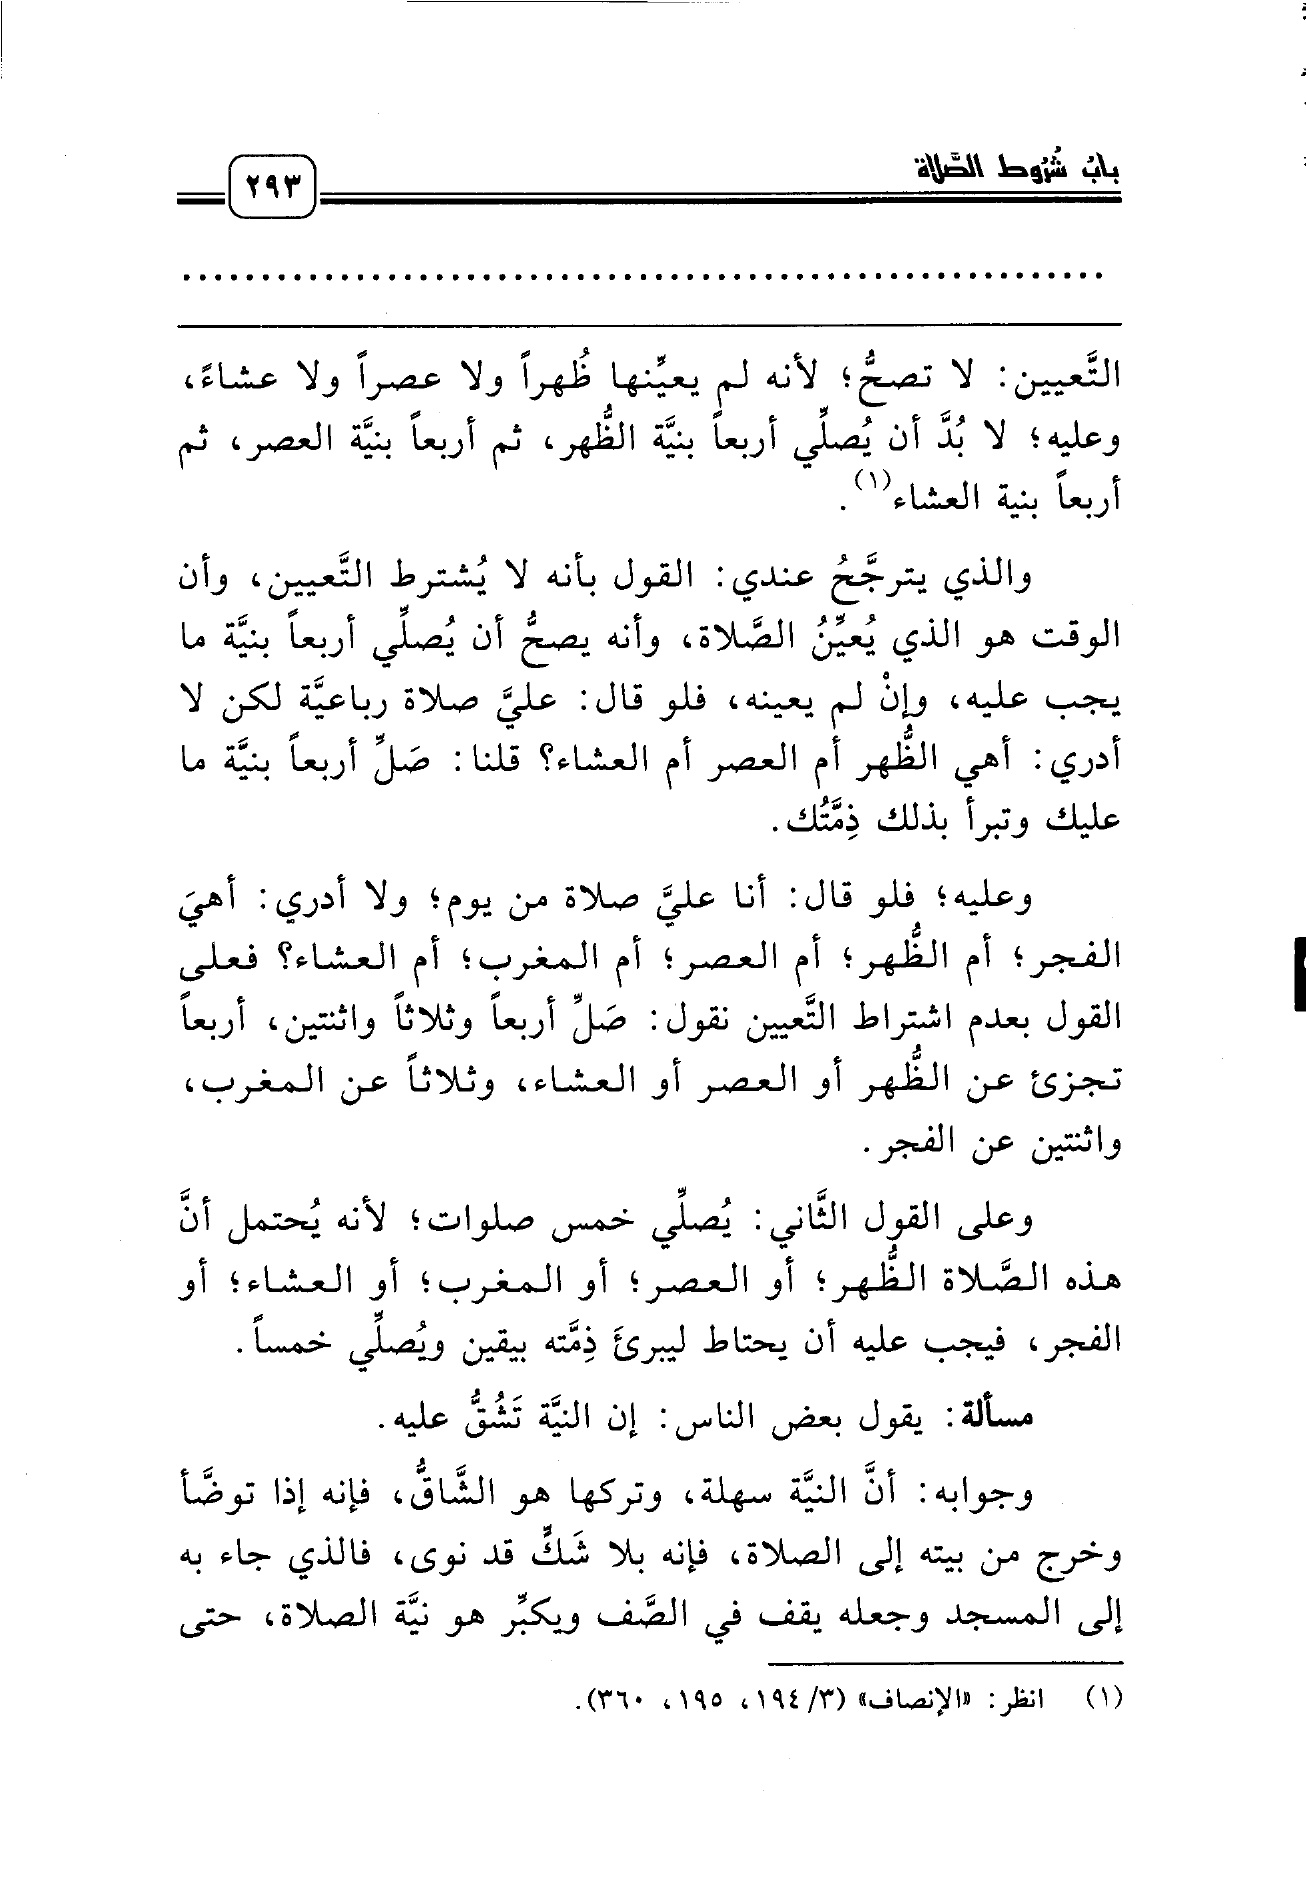 بابُ شُرُوط الصَّلاة
٢٩٣
التَّعيين: لا تصحُّ؛ لأنه لم يعيِّنها ظُهراً ولا عصراً ولا عشاءً،
وعليه؛ لا بُدَّ أن يُصلِّي أربعاً بنيَّة الظُّهر، ثم أربعاً بنيَّة العصر، ثم
أربعاً بنية العشاء(١).
والذي يترجَّحُ عندي: القول بأنه لا يُشترط التَّعيين، وأن
الوقت هو الذي يُعيِّنُ الصَّلاة، وأنه يصحُّ أن يُصلِّي أربعاً بنيَّة ما
يجب عليه، وإنْ لم يعينه، فلو قال: عليَّ صلاة رباعيَّة لكن لا
أدري: أهي الظُّهر أم العصر أم العشاء؟ قلنا: صَلِّ أربعاً بنيَّة ما
عليك وتبرأ بذلك ذِمَّتُك.
وعليه؛ فلو قال: أنا عليَّ صلاة من يوم؛ ولا أدري: أهيَ
الفجر؛ أم الظُّهر؛ أم العصر؛ أم المغرب؛ أم العشاء؟ فعلى
القول بعدم اشتراط التَّعيين نقول: صَلِّ أربعاً وثلاثاً واثنتين، أربعاً
تجزئ عن الظُّهر أو العصر أو العشاء، وثلاثاً عن المغرب،
واثنتين عن الفجر.
وعلى القول الثَّاني: يُصلِّي خمس صلوات؛ لأنه يُحتمل أنَّ
هذه الصَّلاة الظُّهر؛ أو العصر؛ أو المغرب؛ أو العشاء؛ أو
الفجر، فيجب عليه أن يحتاط ليبرئَ ذِمَّته بيقين ويُصلِّي خمساً.
مسألة: يقول بعض الناس: إن النيَّة تَشُقُّ عليه.
وجوابه: أنَّ النيَّة سهلة، وتركها هو الشَّاقُّ، فإنه إذا توضَّأ
وخرج من بيته إلى الصلاة، فإنه بلا شَكٍّ قد نوى، فالذي جاء به
إلى المسجد وجعله يقف في الصَّف ويكبِّر هو نيَّة الصلاة، حتى
(١) انظر: «الإنصاف» (٣/ ١٩٤، ١٩٥، ٣٦٠).